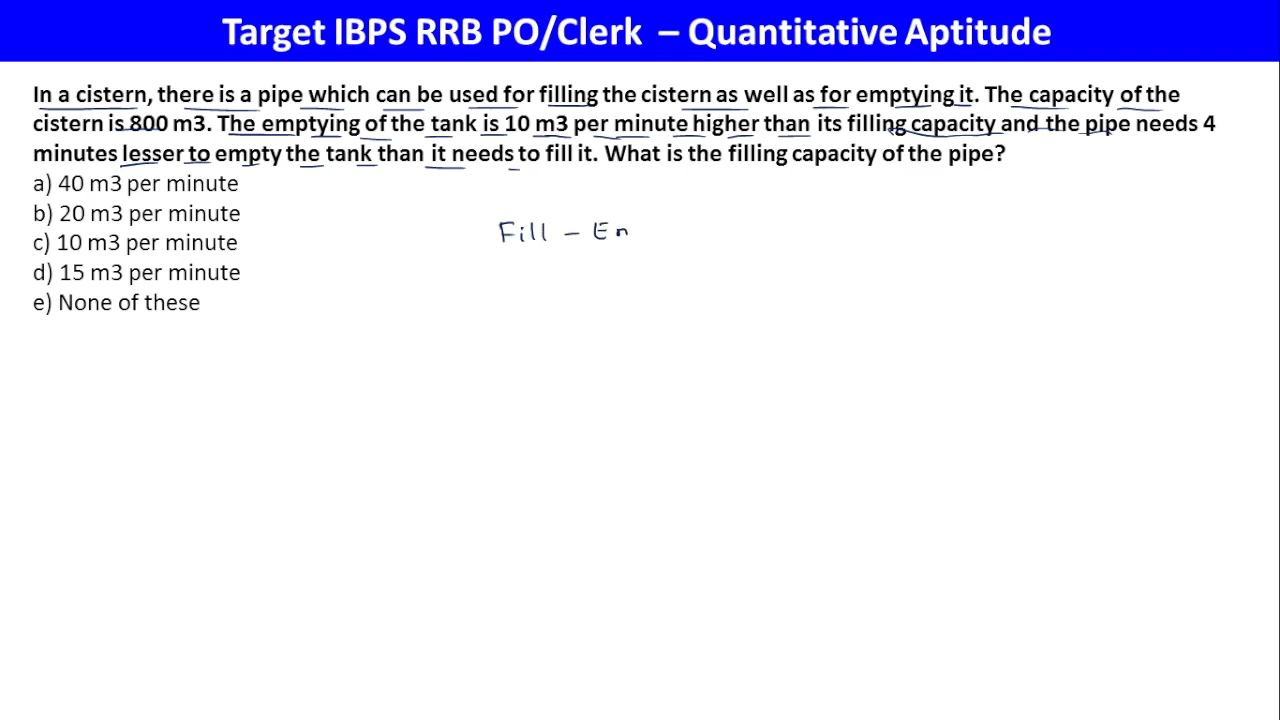 Target IBPS RRB PO/Clerk – Quantitative Aptitude
In a cistern, there is a pipe which can be used for filling the cistern as well as for emptying it. The capacity of the
cistern is 800 m3. The emptying of the tank is 10 m3 per minute higher than its filling capacity and the pipe needs 4
minutes lesser to empty the tank than it needs to fill it. What is the filling capacity of the pipe?
a) 40 m3 per minute
b) 20 m3 per minute
c) 10 m3 per minute
d) 15 m3 per minute
e) None of these
Fill – En